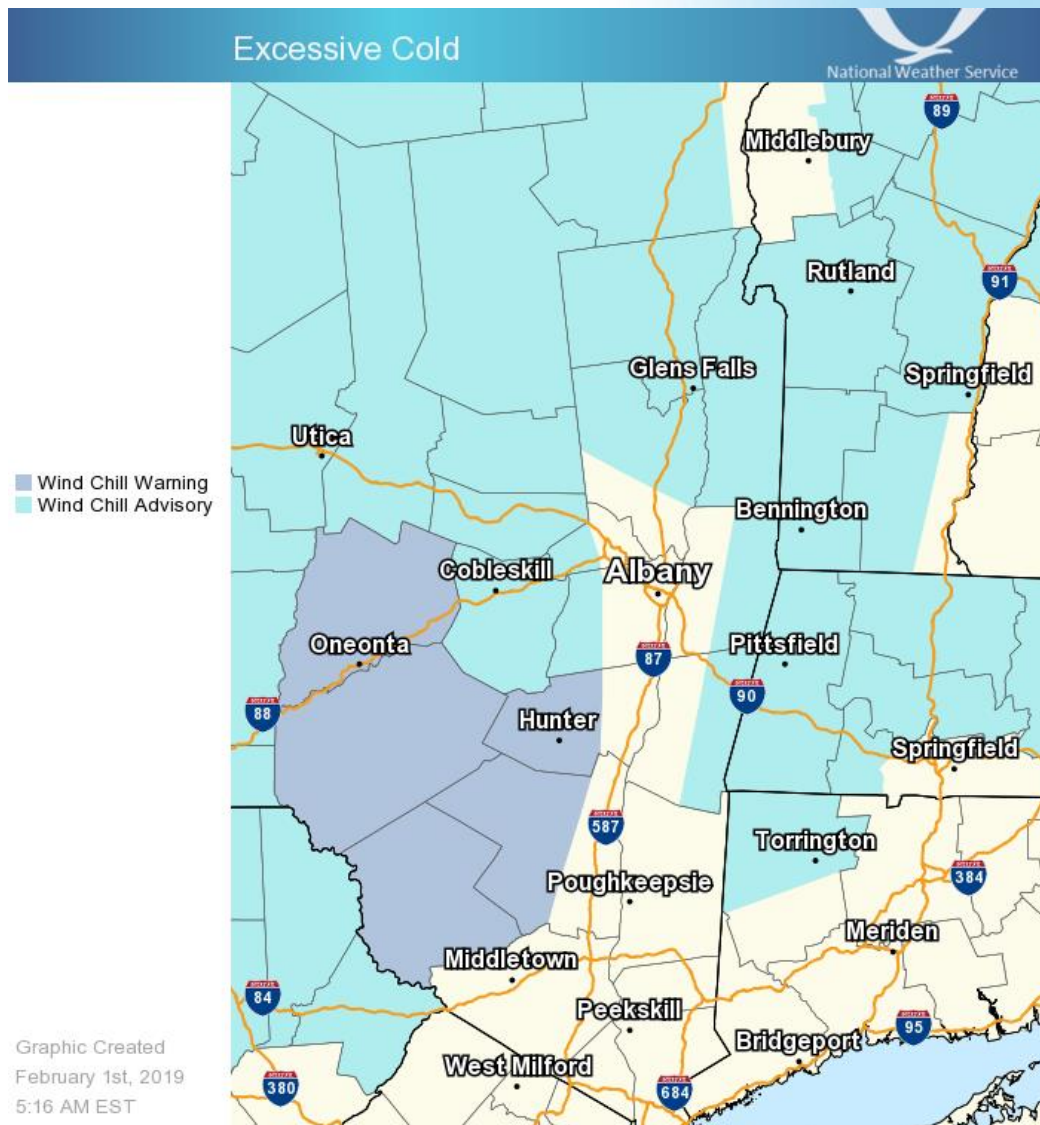 Excessive Cold
National Weather Service
89
Middlebury
Rutland
91
Glens Falls
Springfield
Utica
Wind Chill Warning
Wind Chill Advisory
Bennington
Cobleskill
Albany
Oneonta
87
Pittsfield
90
88
Hunter
Springfield
587
Torrington
Poughkeepsie
384
Meriden
Middletown
84
Peekskill
95
Bridgeport
Graphic Created
February 1st, 2019
5:16 AM EST
West Milford
380
684